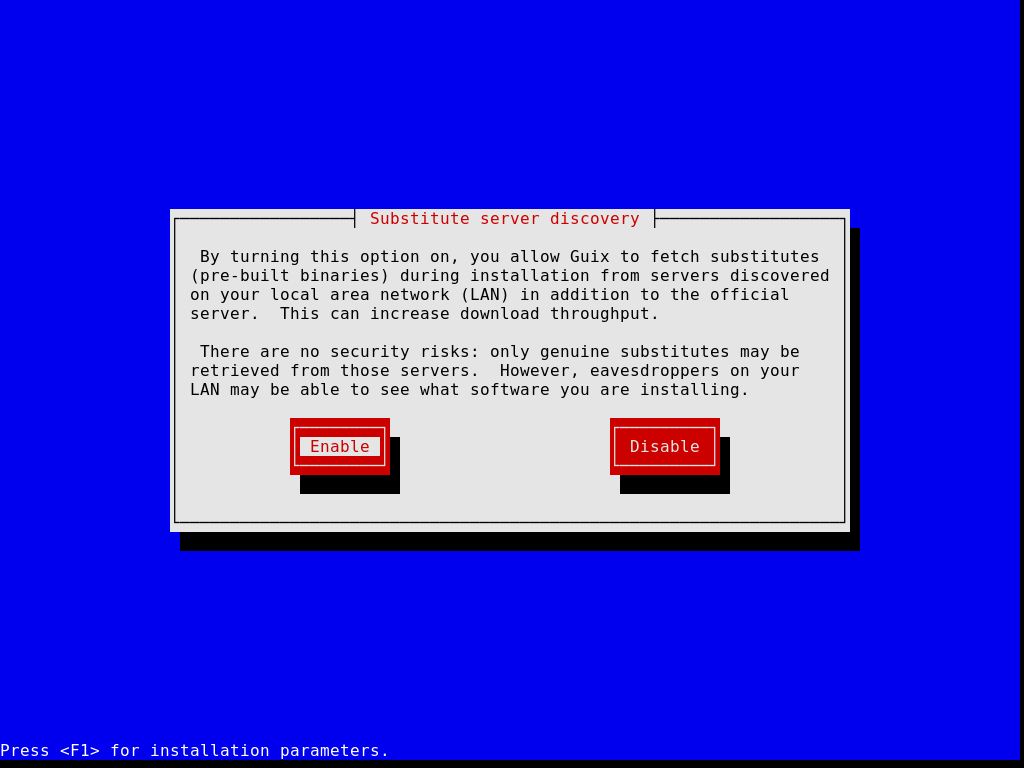 Substitute server discovery
By turning this option on, you allow Guix to fetch substitutes
(pre-built binaries) during installation from servers discovered
on your local area network (LAN) in addition to the official
server.  This can increase download throughput.
There are no security risks: only genuine substitutes may be
retrieved from those servers.  However, eavesdroppers on your
LAN may be able to see what software you are installing.
Enable
Disable
Press <F1> for installation parameters.